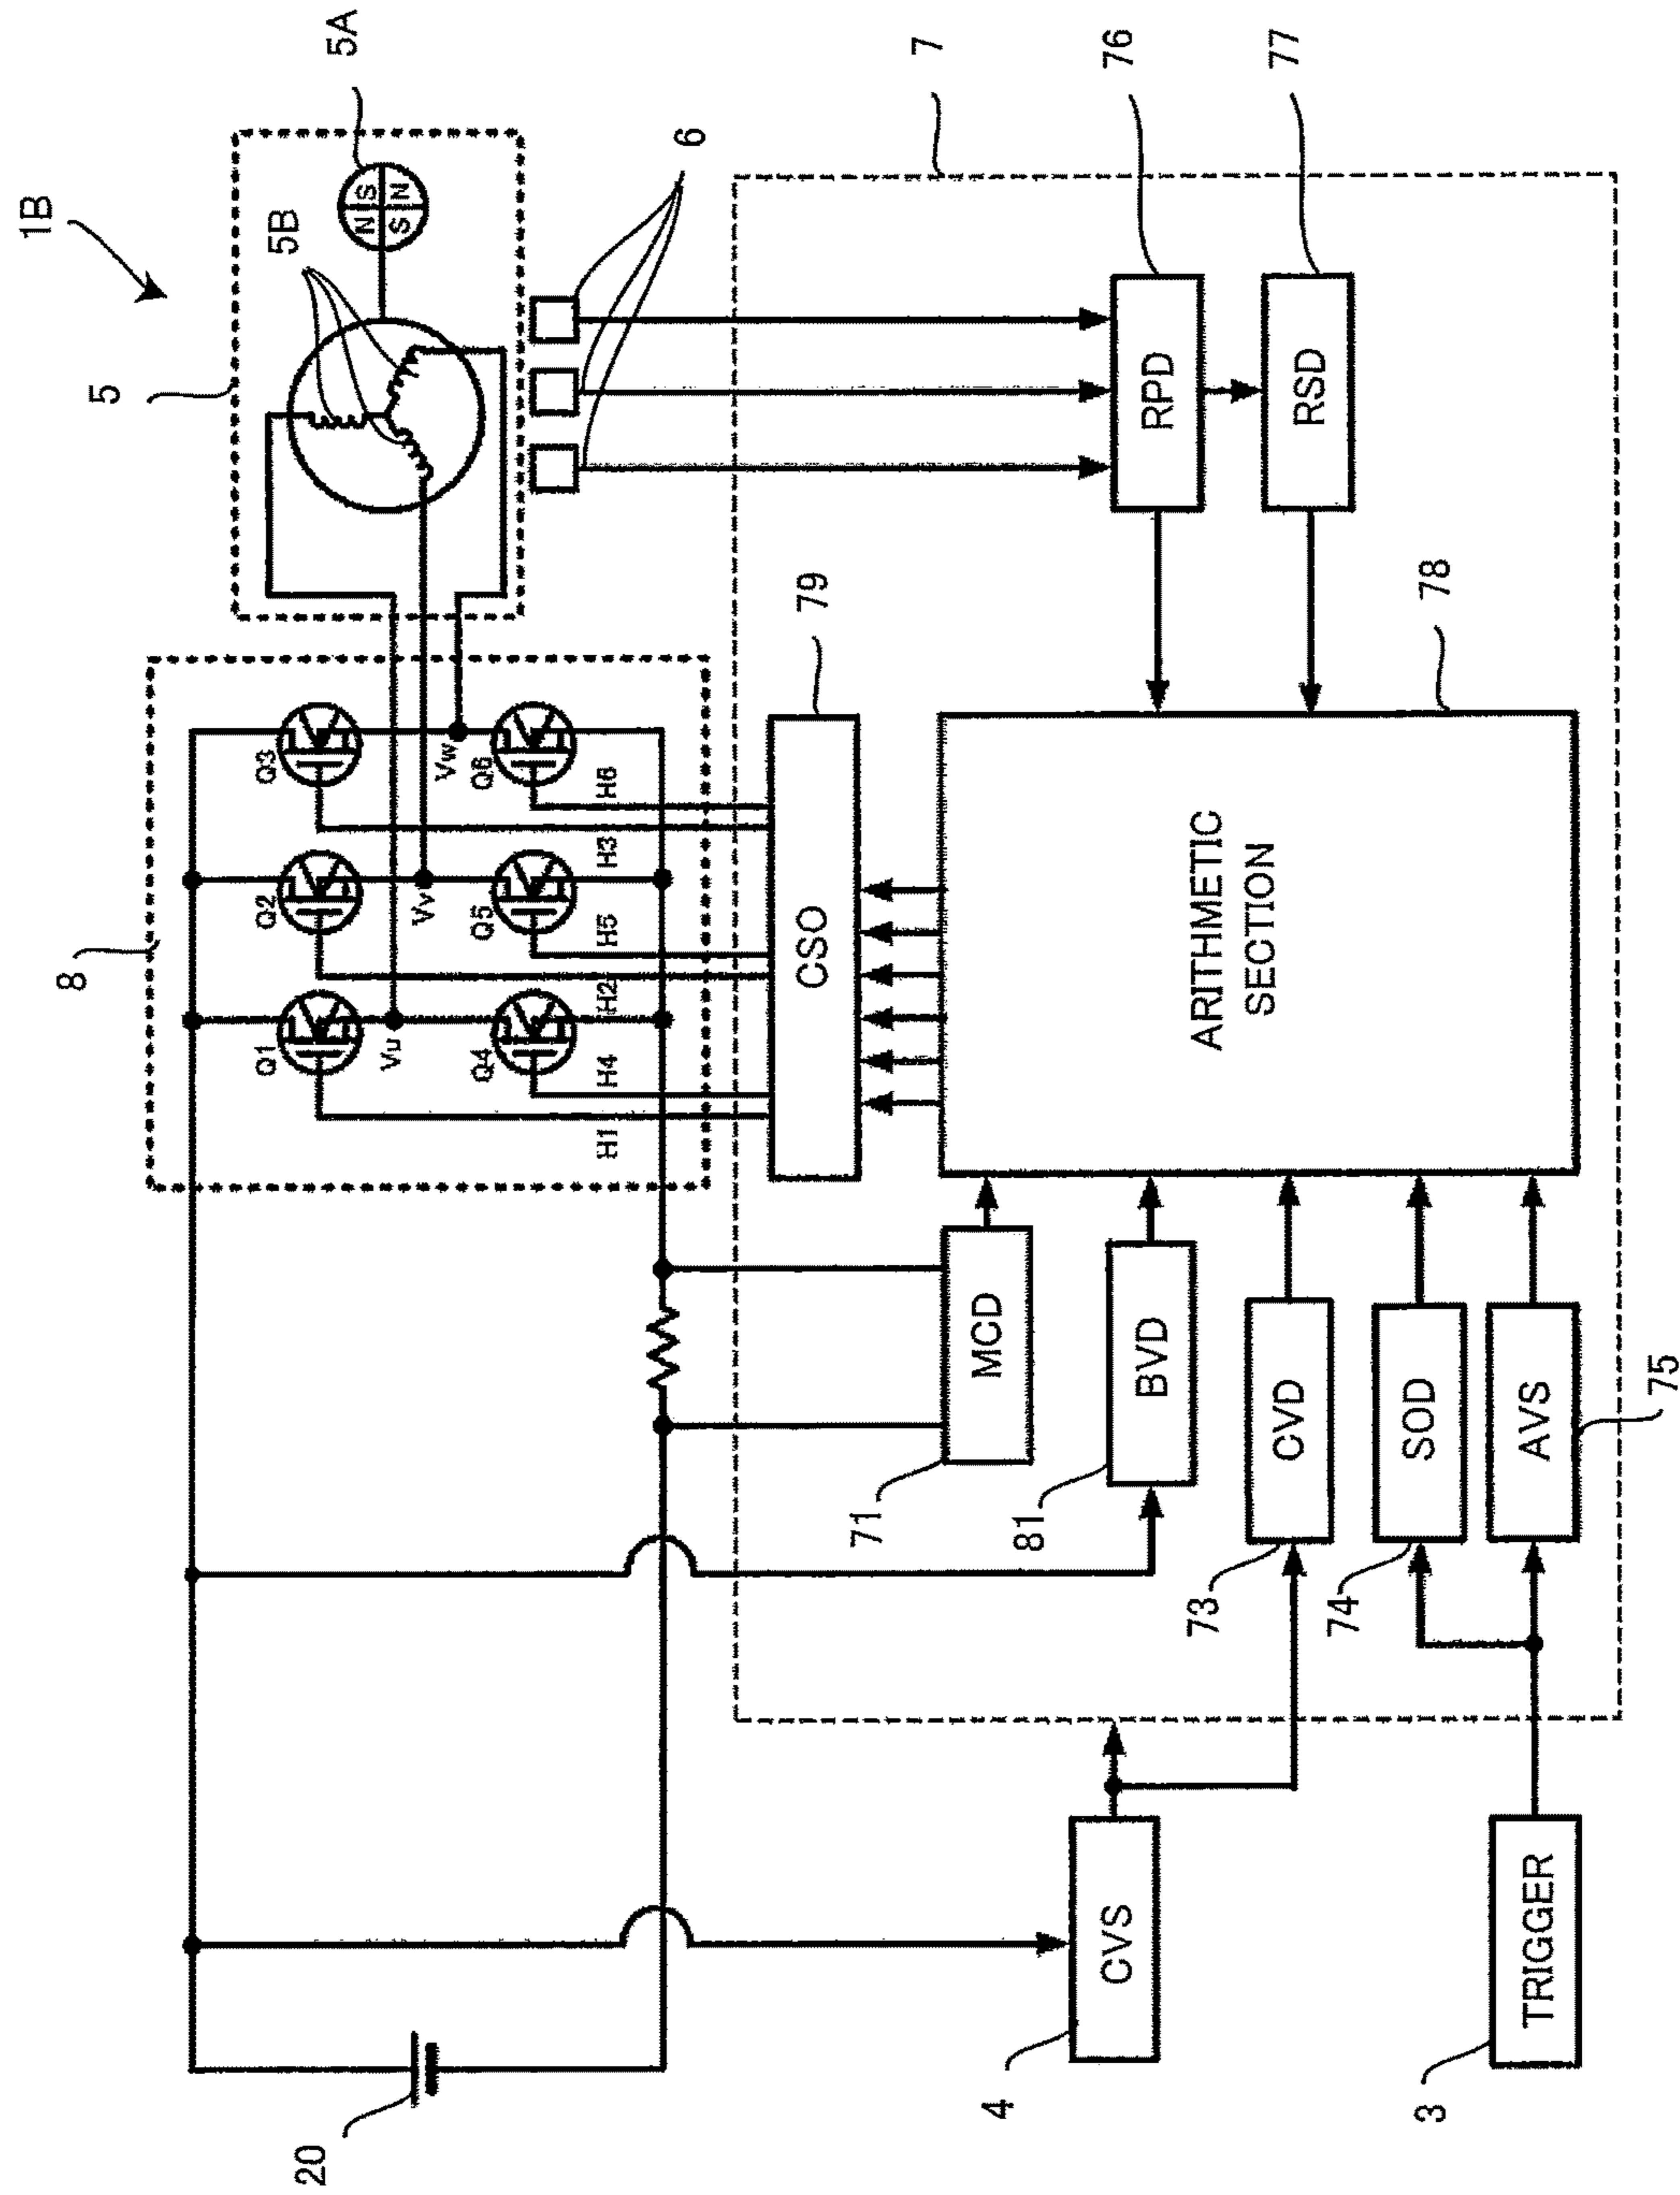 1B
5
5B
5A
N
S
S
N
6
8
Q1
Q2
Q3
Vu
Vv
Vw
Q4
Q5
Q6
H1
H4
H2
H5
H3
H6
20
79
7
CSO
71
MCD
81
BVD
ARITHMETIC
SECTION
78
RPD
76
RSD
77
4
CVS
73
CVD
74
SOD
3
TRIGGER
AVS
75